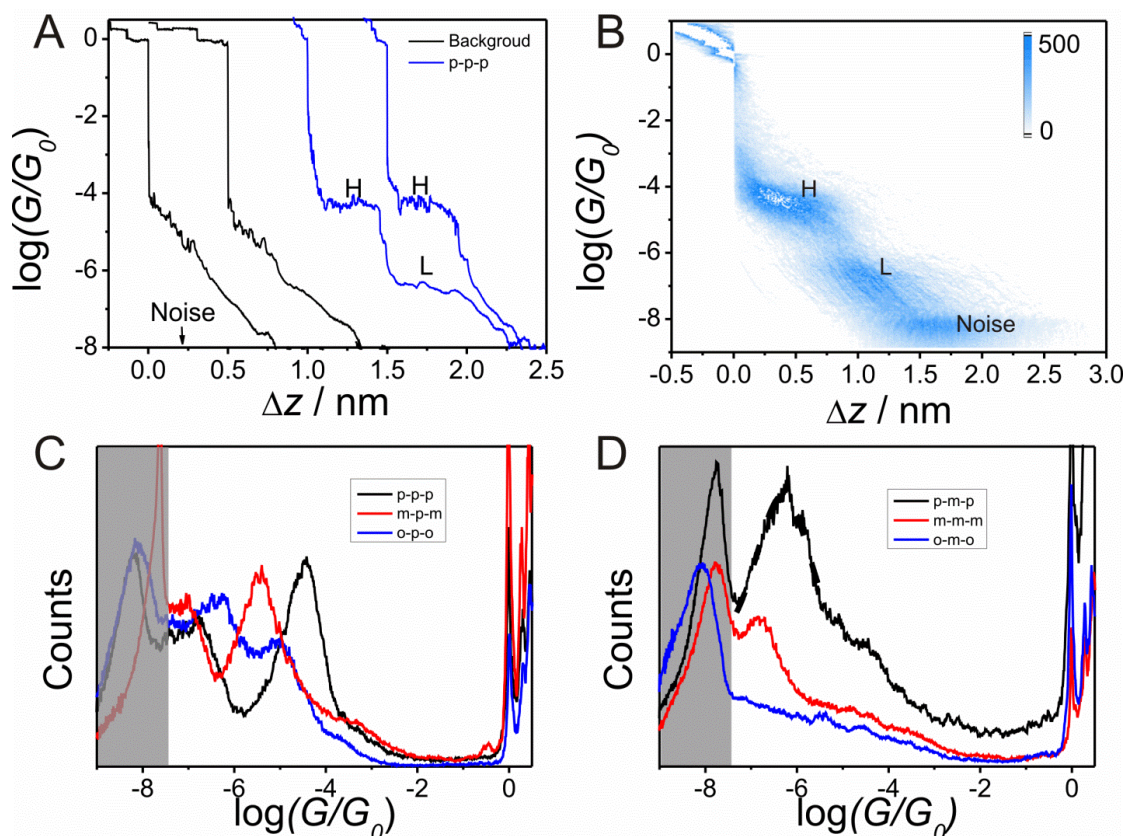 A
Backgroud
p-p-p
H
H
L
Noise
log(G/G0)
0
-2
-4
-6
-8
0.0 0.5 1.0 1.5 2.0 2.5
Δz / nm
B
500
0
H
L
Noise
log(G/G0)
0
-2
-4
-6
-8
-0.5 0.0 0.5 1.0 1.5 2.0 2.5 3.0
Δz / nm
C
p-p-p
m-p-m
o-p-o
Counts
-8 -6 -4 -2 0
log(G/G0)
D
p-m-p
m-m-m
o-m-o
Counts
-8 -6 -4 -2 0
log(G/G0)